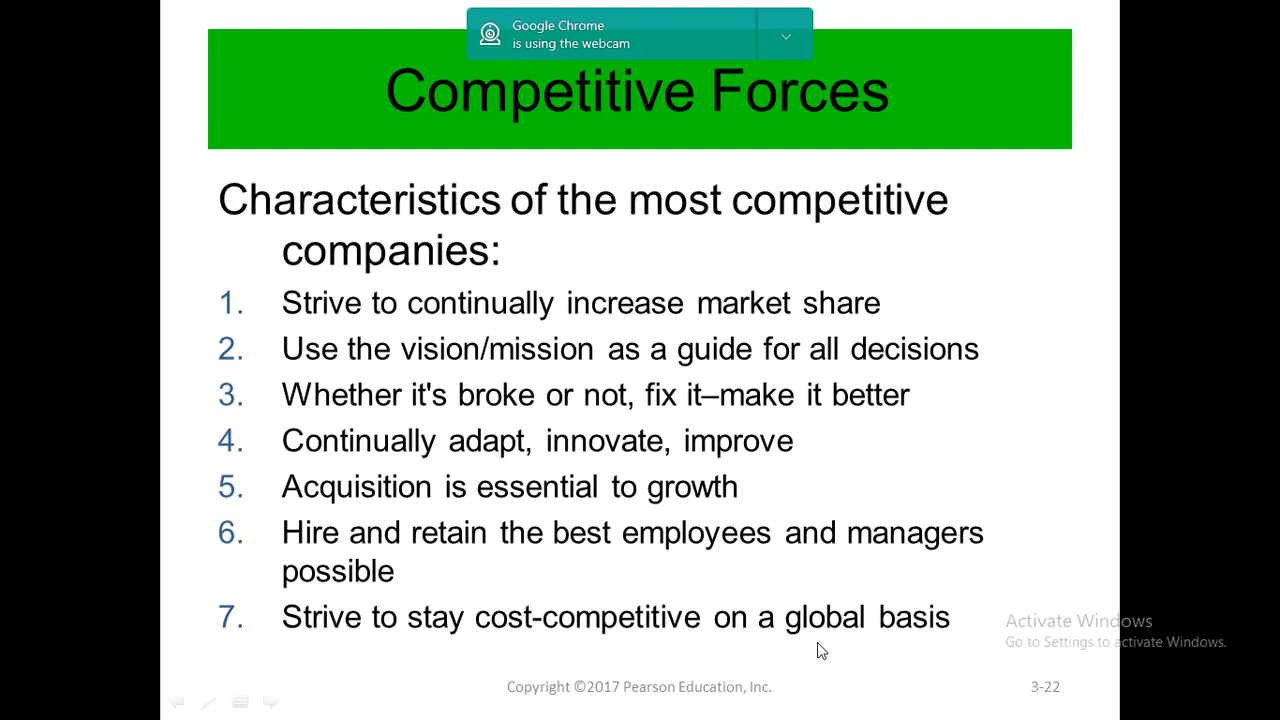 Google Chrome
is using the webcam
Competitive Forces
Characteristics of the most competitive
companies:
1. Strive to continually increase market share
2. Use the vision/mission as a guide for all decisions
3. Whether it's broke or not, fix it–make it better
4. Continually adapt, innovate, improve
5. Acquisition is essential to growth
6. Hire and retain the best employees and managers
possible
7. Strive to stay cost-competitive on a global basis
Activate Windows
Go to Settings to activate Windows.
Copyright ©2017 Pearson Education, Inc.
3-22